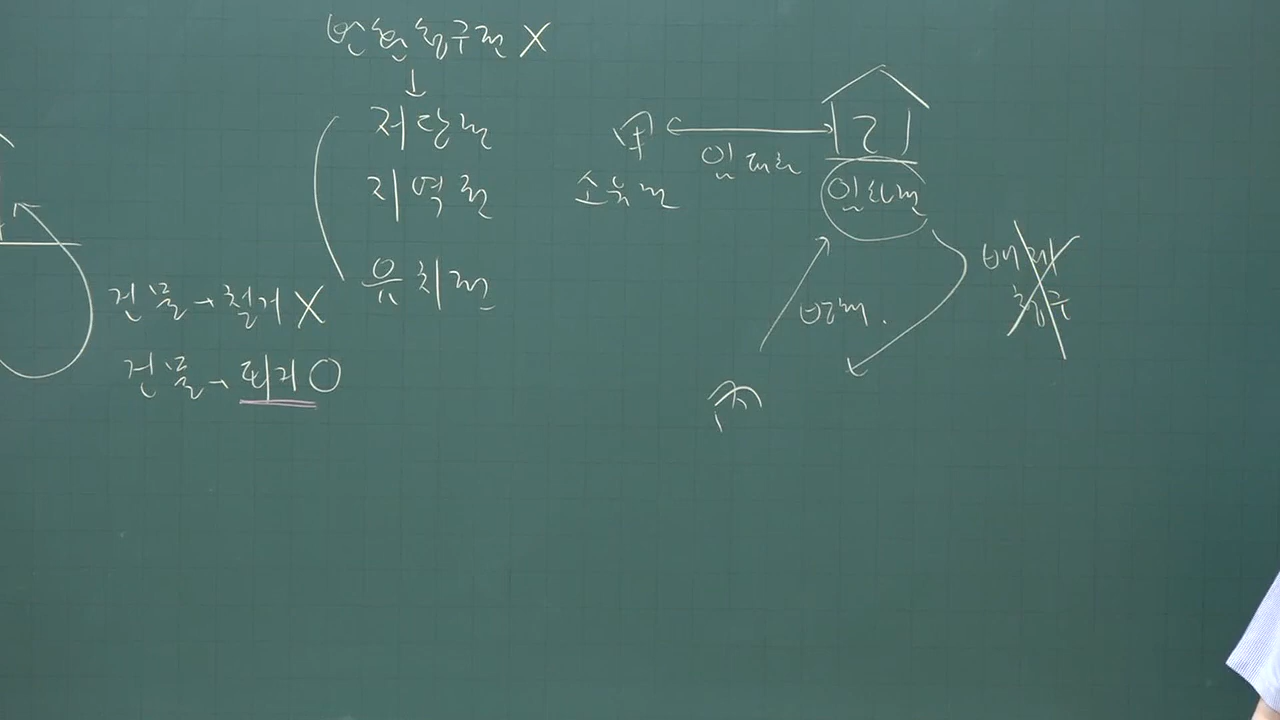 반환청구권 X
저당권
지역권
유치권
건물→철거 X
건물→퇴거 O
甲
소유권
임대차
乙
임차권
방해.
배제
청구
丙